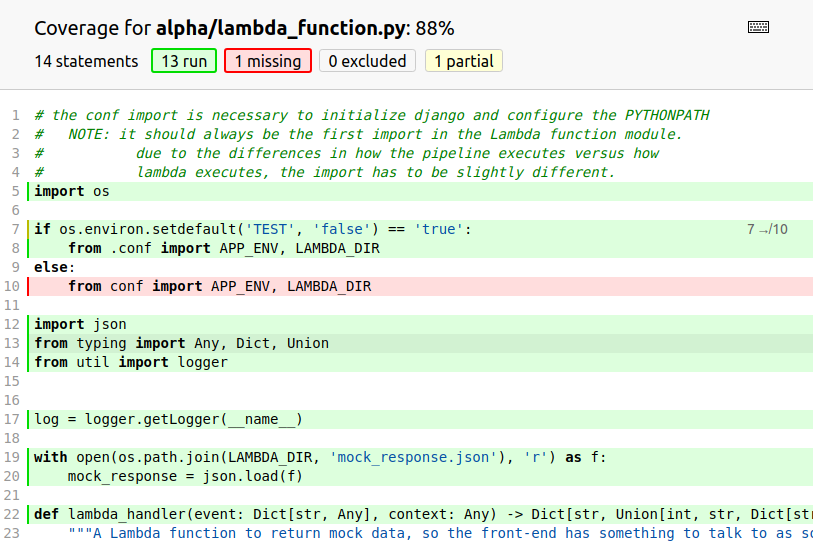 Coverage for alpha/lambda_function.py: 88%
14 statements 13 run 1 missing 0 excluded 1 partial
1 # the conf import is necessary to initialize django and configure the PYTHONPATH
2 #   NOTE: it should always be the first import in the Lambda function module.
3 #           due to the differences in how the pipeline executes versus how
4 #           lambda executes, the import has to be slightly different.
5 import os
6
7 if os.environ.setdefault('TEST', 'false') == 'true': 7 →/10
8     from .conf import APP_ENV, LAMBDA_DIR
9 else:
10     from conf import APP_ENV, LAMBDA_DIR
11
12 import json
13 from typing import Any, Dict, Union
14 from util import logger
15
16
17 log = logger.getLogger(__name__)
18
19 with open(os.path.join(LAMBDA_DIR, 'mock_response.json'), 'r') as f:
20     mock_response = json.load(f)
21
22 def lambda_handler(event: Dict[str, Any], context: Any) -> Dict[str, Union[int, str, Dict[str
23     """A Lambda function to return mock data, so the front-end has something to talk to as so